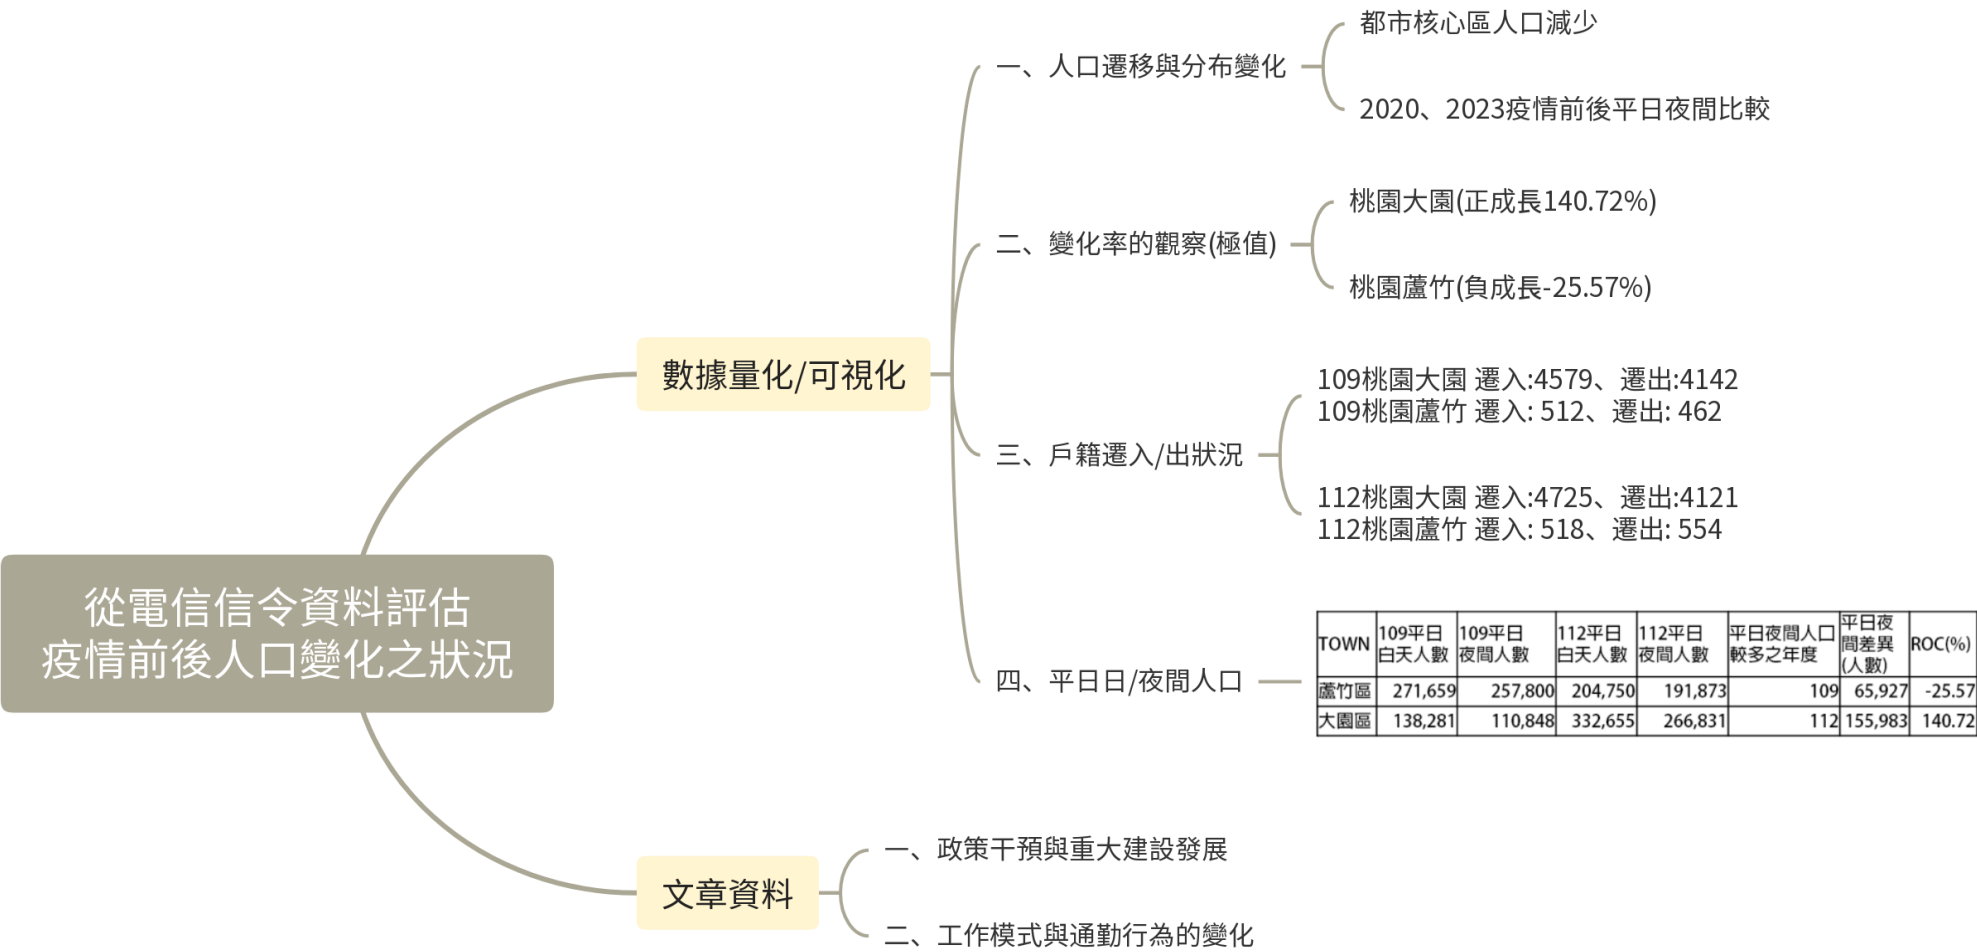 從電信信令資料評估
疫情前後人口變化之狀況
數據量化/可視化
一、人口遷移與分布變化
都市核心區人口減少
2020、2023疫情前後平日夜間比較
二、變化率的觀察(極值)
桃園大園(正成長140.72%)
桃園蘆竹(負成長-25.57%)
三、戶籍遷入/出狀況
109桃園大園 遷入:4579、遷出:4142
109桃園蘆竹 遷入: 512、遷出: 462
112桃園大園 遷入:4725、遷出:4121
112桃園蘆竹 遷入: 518、遷出: 554
四、平日日/夜間人口
TOWN 109平日白天人數 109平日夜間人數 112平日白天人數 112平日夜間人數 平日夜間人口較多之年度 平日夜間差異(人數) ROC(%)
蘆竹區 271,659 257,800 204,750 191,873 109 65,927 -25.57
大園區 138,281 110,848 332,655 266,831 112 155,983 140.72
文章資料
一、政策干預與重大建設發展
二、工作模式與通勤行為的變化